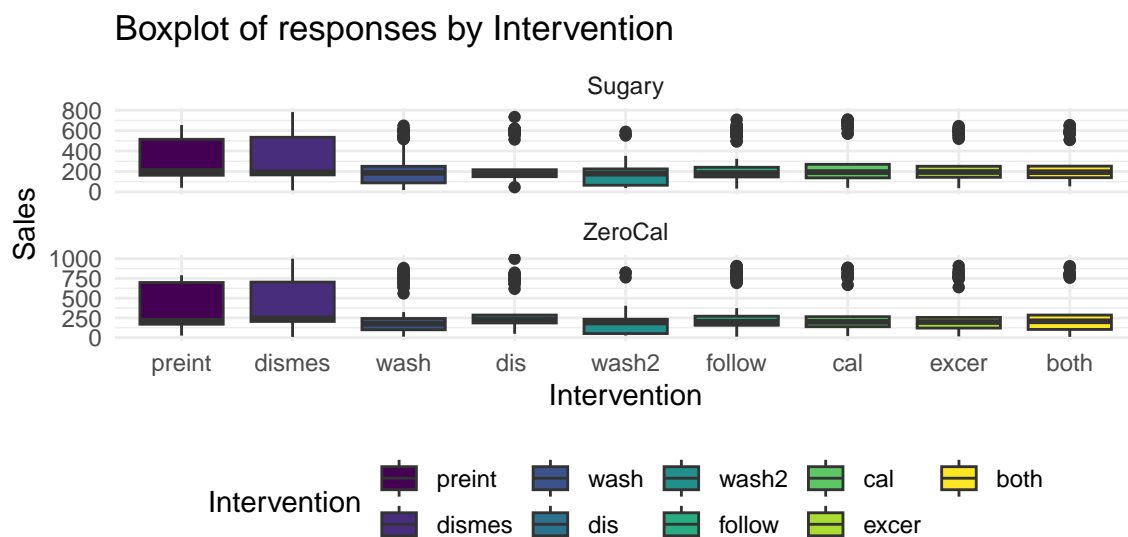 Boxplot of responses by Intervention
Sugary
800
600
400
200
0
Sales
ZeroCal
1000
750
500
250
0
preint dismes wash dis wash2 follow cal excer both
Intervention
Intervention
preint wash wash2 cal both
dismes dis follow excer